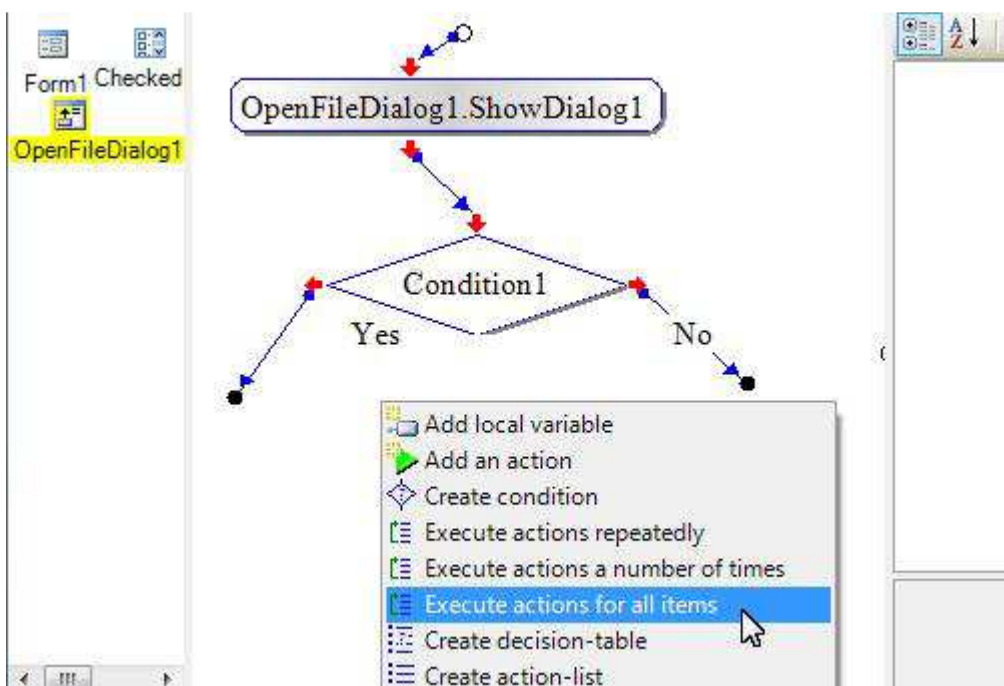 Form1 Checked
OpenFileDialog1
OpenFileDialog1.ShowDialog1
Condition1
Yes
No
Add local variable
Add an action
Create condition
Execute actions repeatedly
Execute actions a number of times
Execute actions for all items
Create decision-table
Create action-list
A
Z